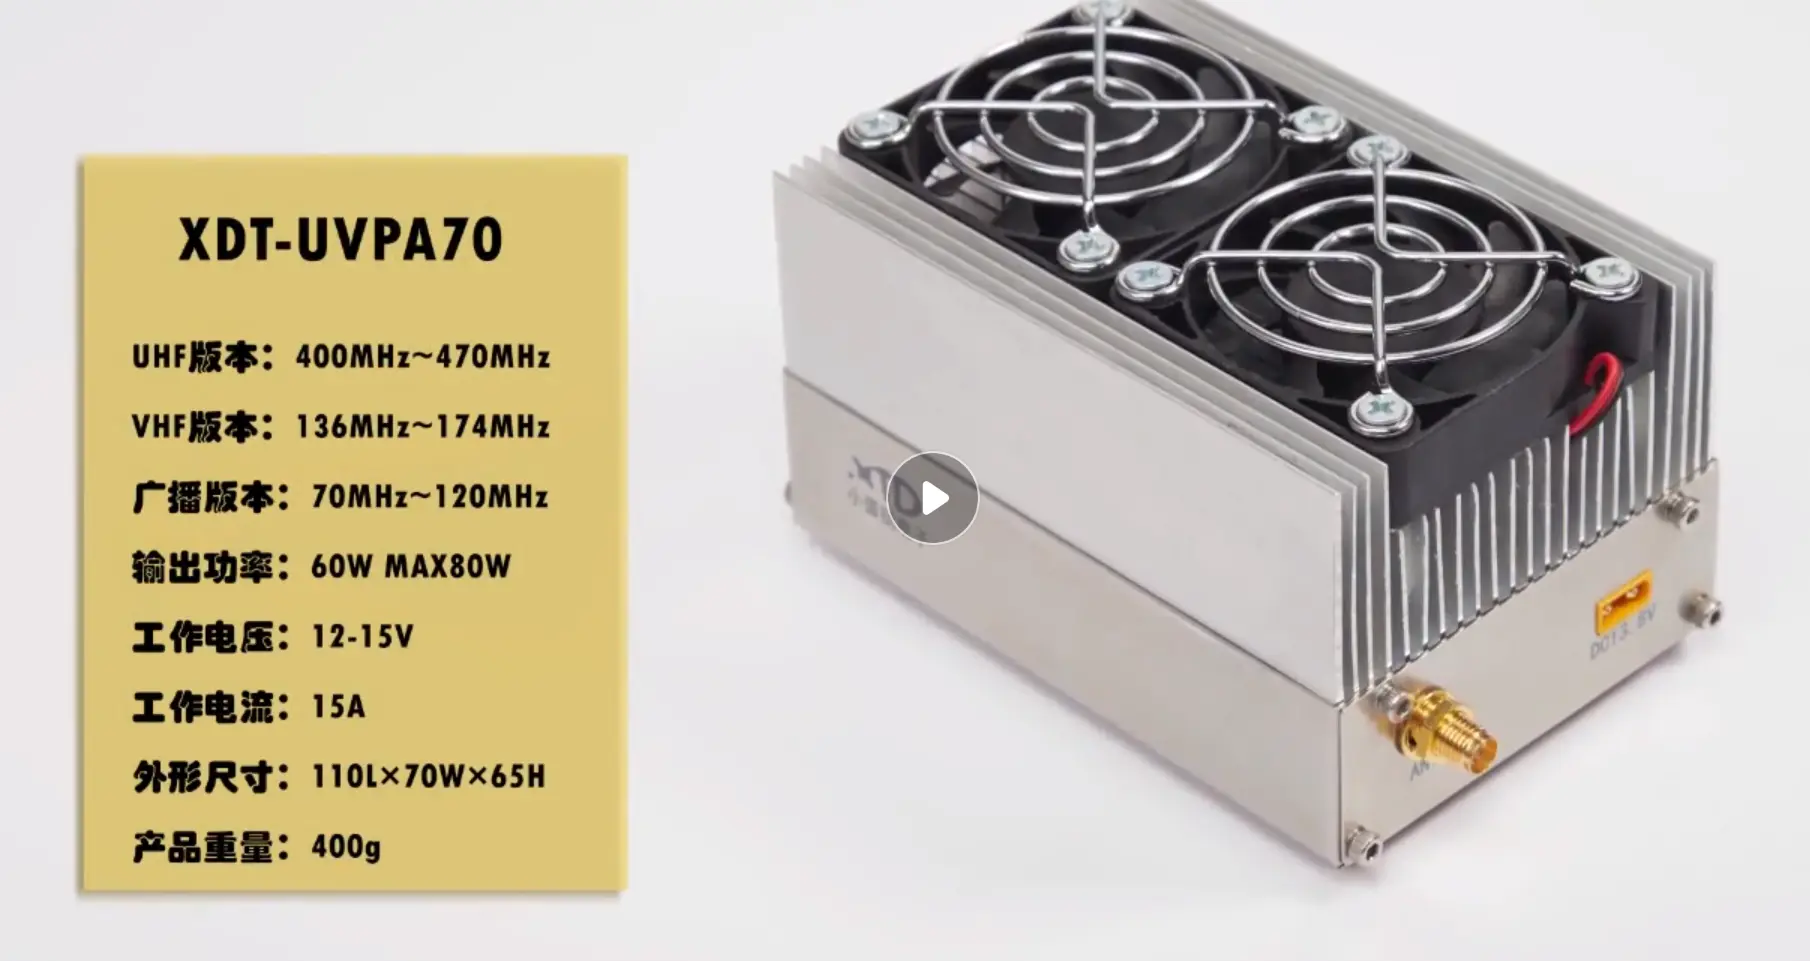 XDT-UVPA70
UHF版本：400MHz~470MHz
VHF版本：136MHz~174MHz
广播版本：70MHz~120MHz
输出功率：60W MAX80W
工作电压：12-15V
工作电流：15A
外形尺寸：110L×70W×65H
产品重量：400g
DC13.8V